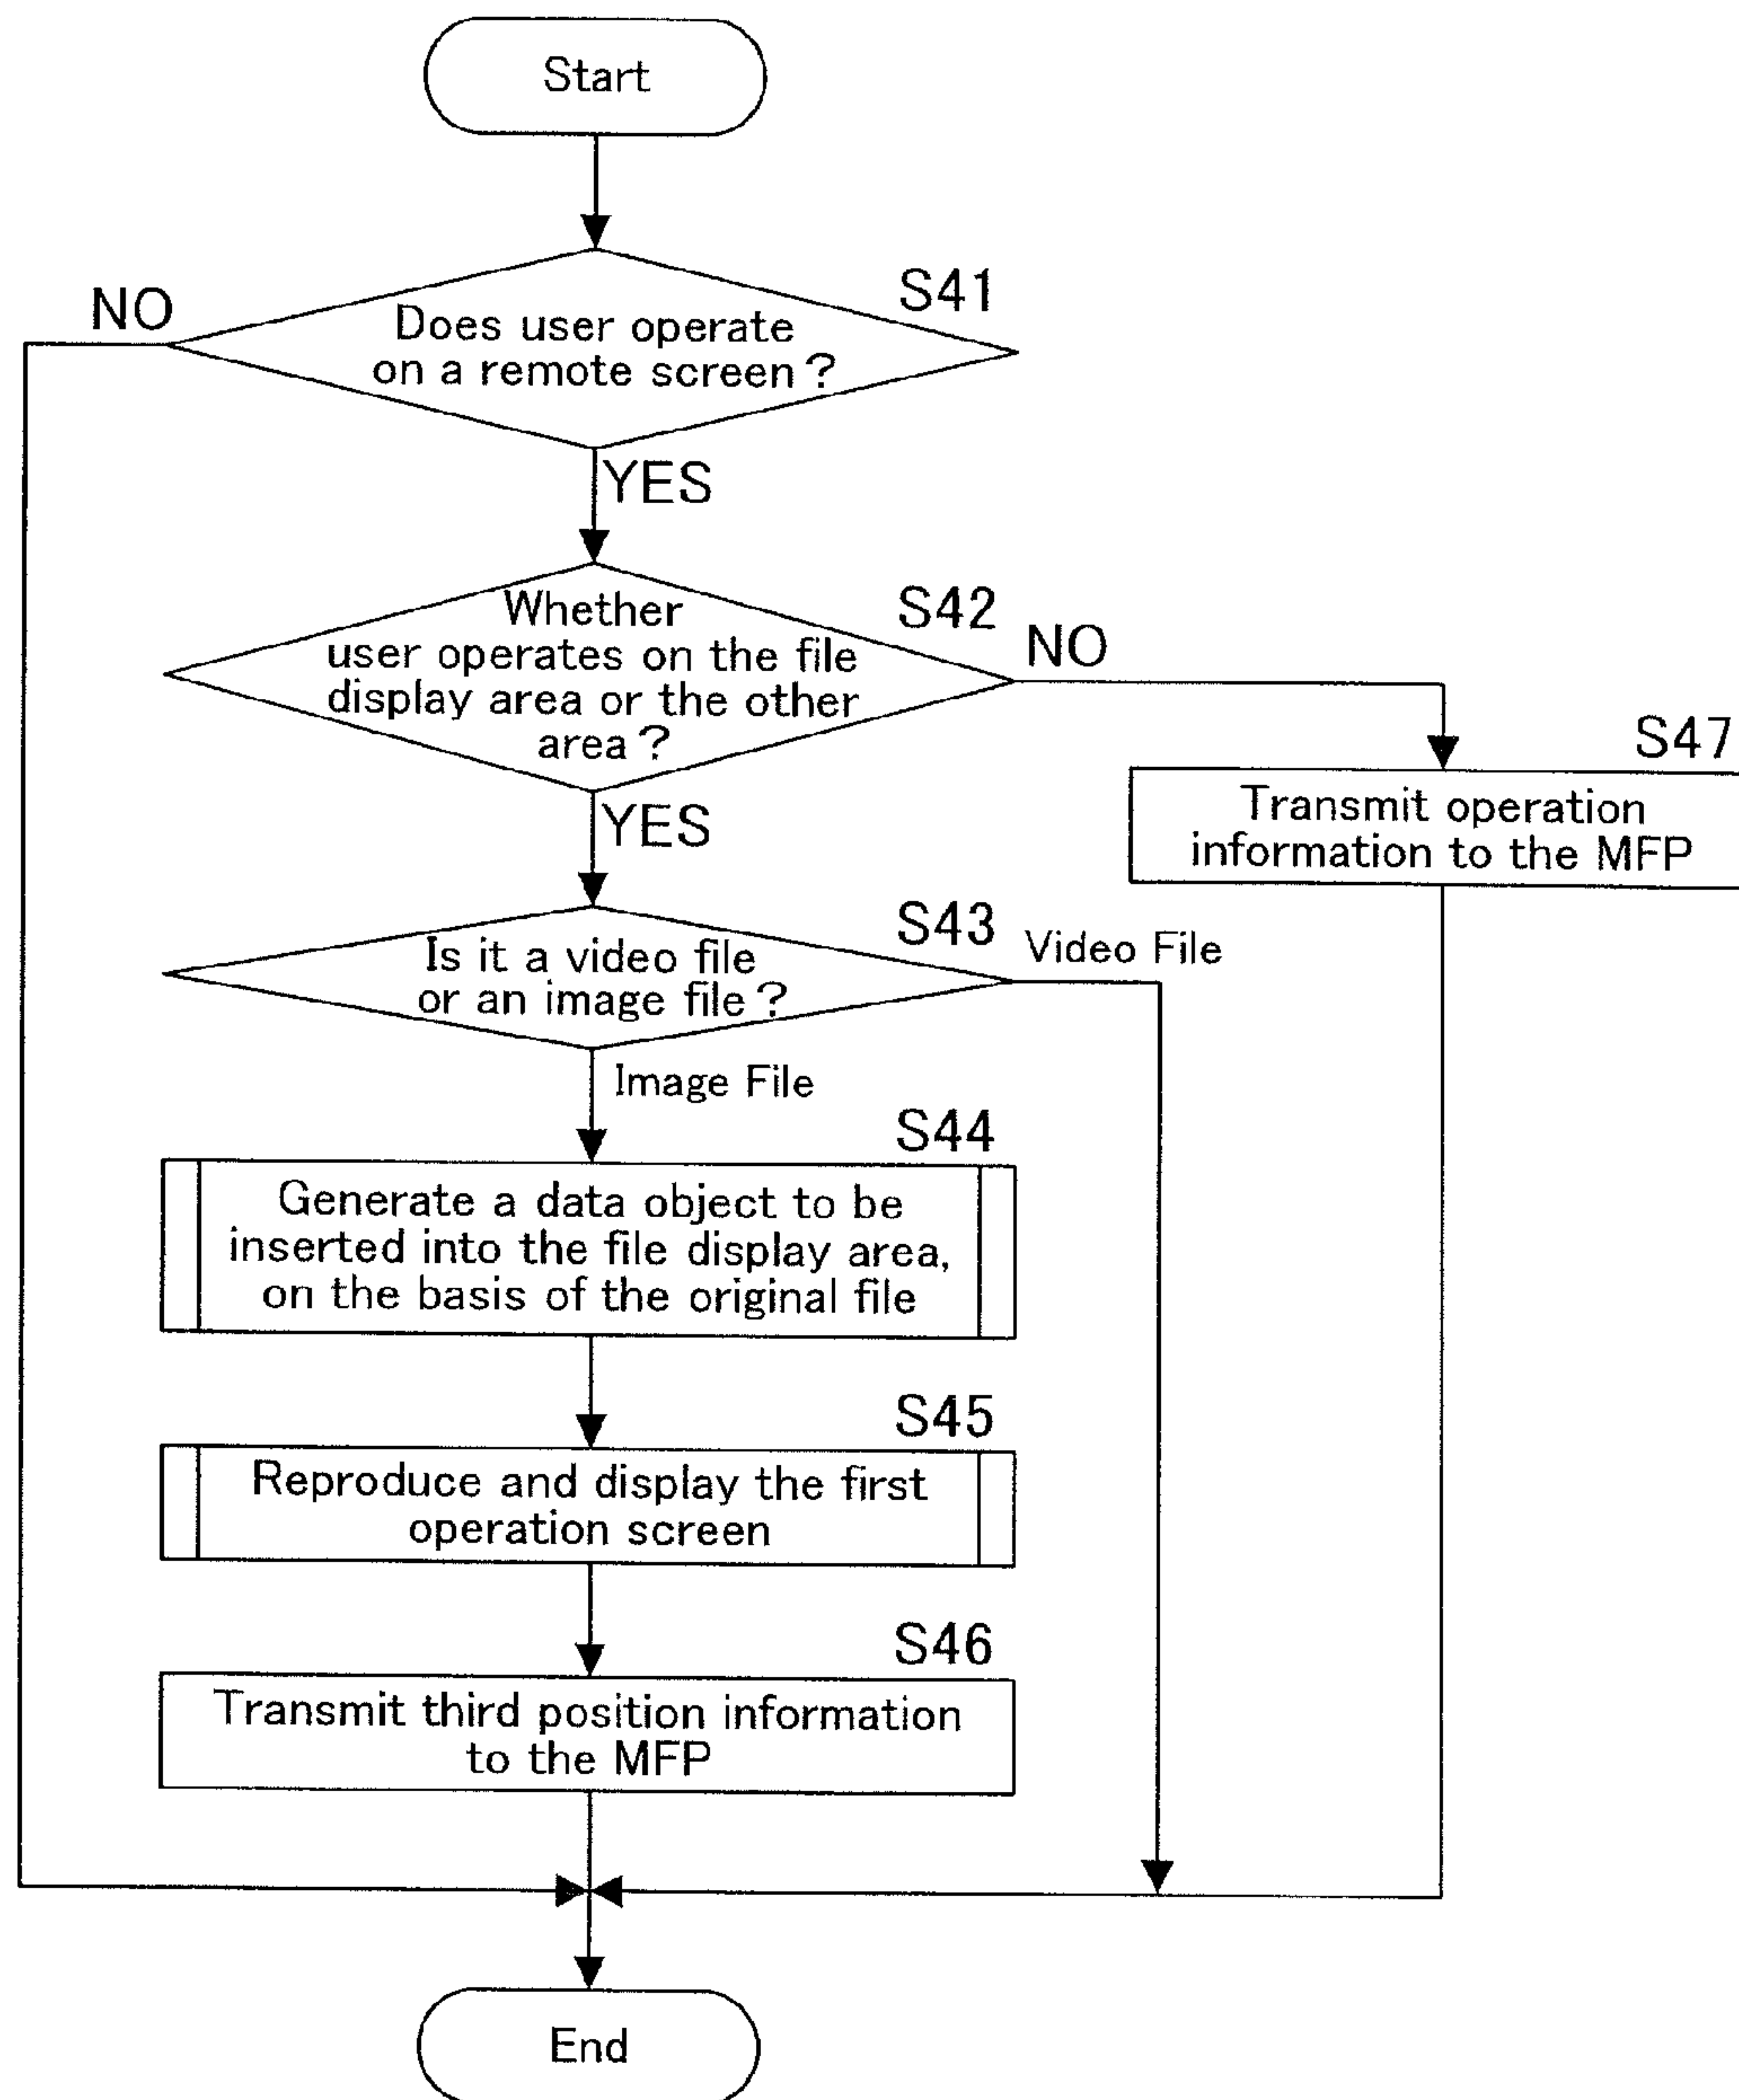 Start
S41
NO
Does user operate
on a remote screen?
YES
S42
Whether
user operates on the file
display area or the other
area?
NO
S47
Transmit operation
information to the MFP
YES
S43
Is it a video file
or an image file?
Video File
Image File
S44
Generate a data object to be
inserted into the file display area,
on the basis of the original file
S45
Reproduce and display the first
operation screen
S46
Transmit third position information
to the MFP
End